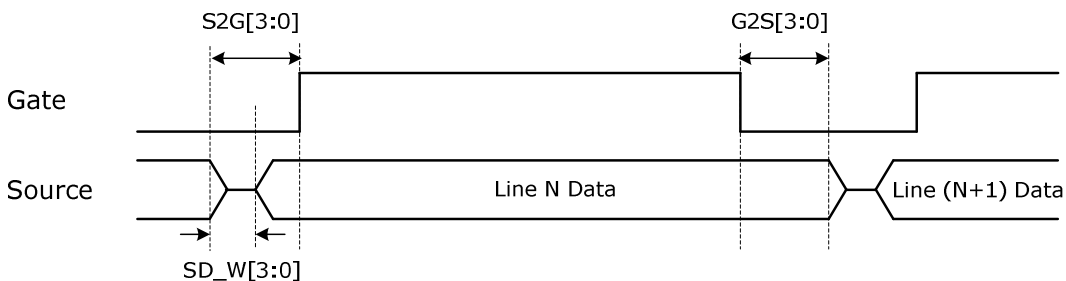 S2G[3:0]
G2S[3:0]
Gate
Source
Line N Data
Line (N+1) Data
SD_W[3:0]